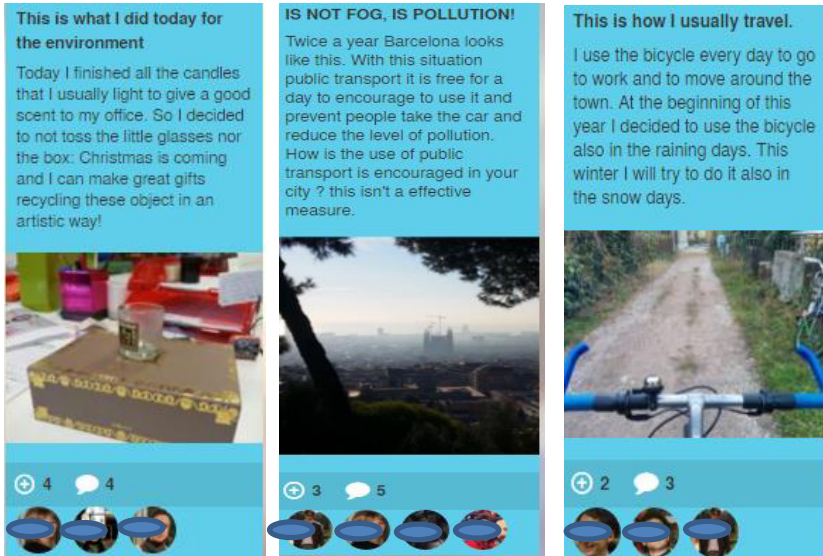 This is what I did today for
the environment
Today I finished all the candles
that I usually light to give a good
scent to my office. So I decided
to not toss the little glasses nor
the box: Christmas is coming
and I can make great gifts
recycling these object in an
artistic way!
4 4
IS NOT FOG, IS POLLUTION!
Twice a year Barcelona looks
like this. With this situation
public transport it is free for a
day to encourage to use it and
prevent people take the car and
reduce the level of pollution.
How is the use of public
transport is encouraged in your
city ? this isn't a effective
measure.
3 5
This is how I usually travel.
I use the bicycle every day to go
to work and to move around the
town. At the beginning of this
year I decided to use the bicycle
also in the raining days. This
winter I will try to do it also in
the snow days.
2 3